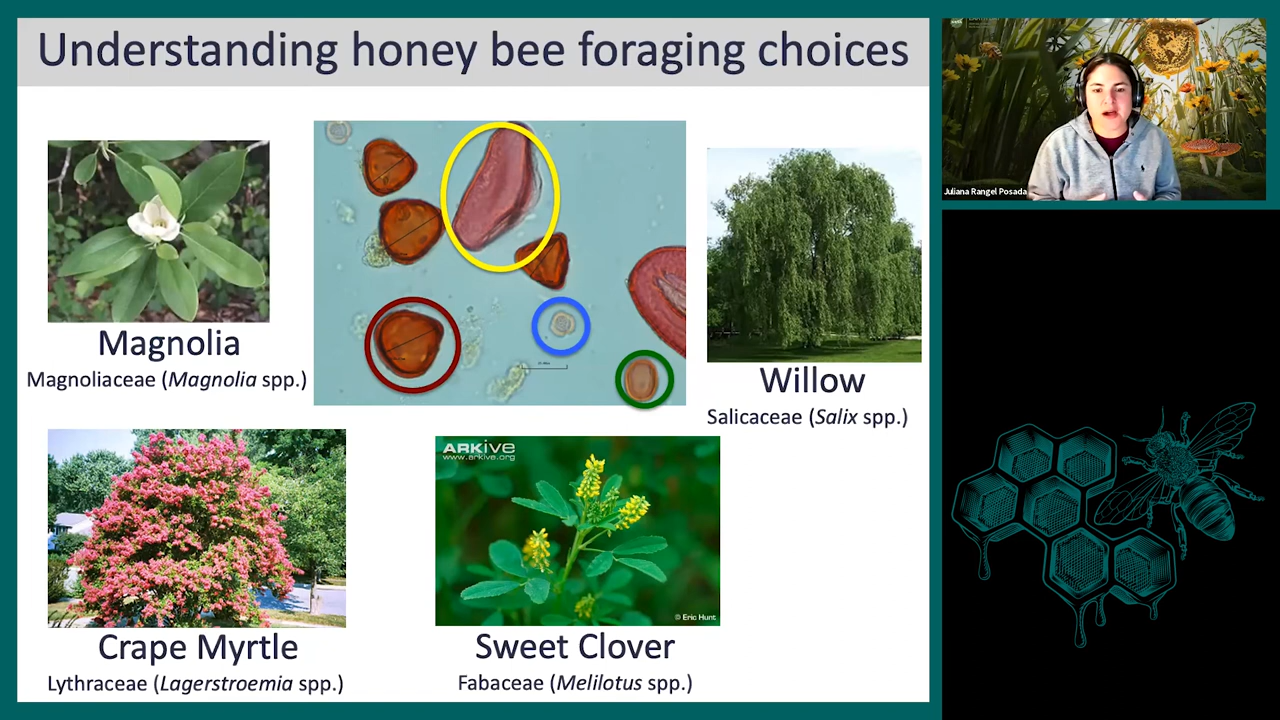 Understanding honey bee foraging choices
Juliana Rangel Posada
Magnolia
Magnoliaceae (Magnolia spp.)
Willow
Salicaceae (Salix spp.)
ARKive
www.arkive.org
© Eric Hunt
Crape Myrtle
Lythraceae (Lagerstroemia spp.)
Sweet Clover
Fabaceae (Melilotus spp.)